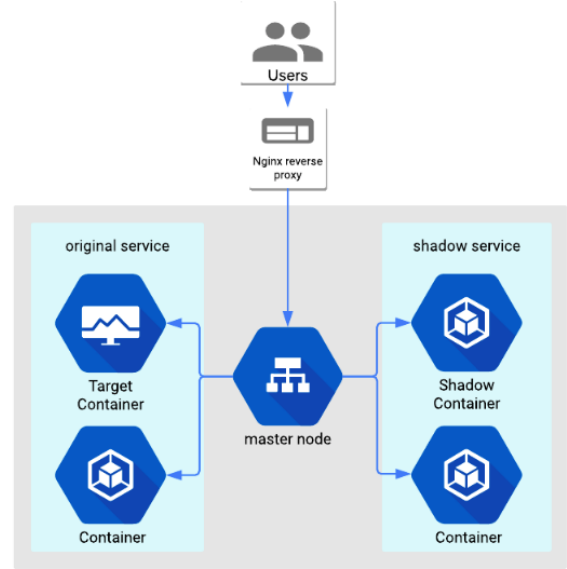 Users
Nginx reverse
proxy
original service
shadow service
Target
Container
master node
Shadow
Container
Container
Container